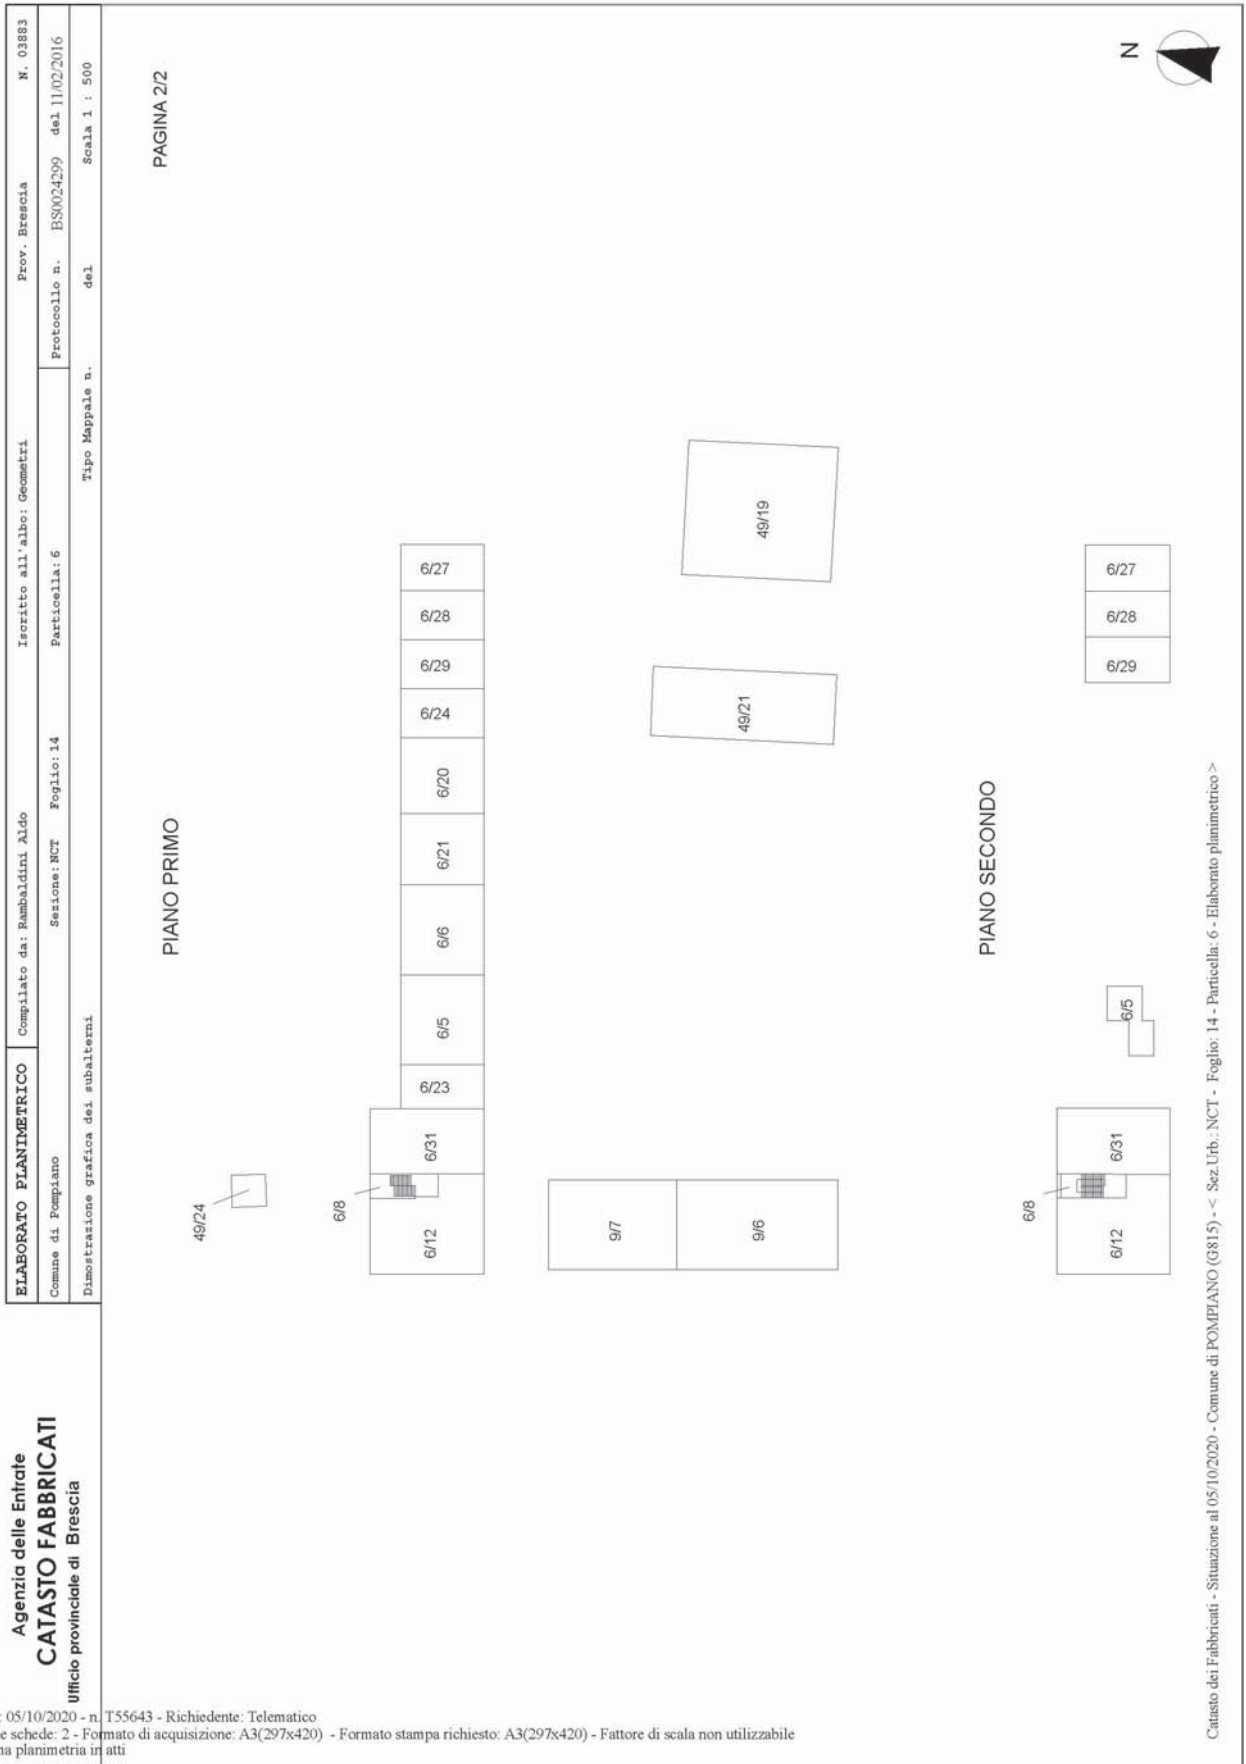 Agenzia delle Entrate
CATASTO FABBRICATI
Ufficio provinciale di Brescia
ELABORATO PLANIMETRICO
Compilato da: Rambaldini Aldo
Iscritto all'albo: Geometri
Prov. Brescia
N. 03883
Comune di Pompiano
Sezione: NCT Foglio: 14 Particella: 6
Protocollo n. BS0024299 del 11/02/2016
Dimostrazione grafica dei subalterni
Tipo Mappale n. del
Scala 1 : 500
PAGINA 2/2
N
PIANO PRIMO
49/24
6/8
6/12
6/31
6/23
6/5
6/6
6/21
6/20
6/24
6/29
6/28
6/27
9/7
9/6
49/21
49/19
PIANO SECONDO
6/8
6/12
6/31
6/5
6/29
6/28
6/27
Catasto dei Fabbricati - Situazione al 05/10/2020 - Comune di POMPIANO (G815) - < Sez.Urb.: NCT - Foglio: 14 - Particella: 6 - Elaborato planimetrico >
: 05/10/2020 - n. T55643 - Richiedente: Telematico
e schede: 2 - Formato di acquisizione: A3(297x420) - Formato stampa richiesto: A3(297x420) - Fattore di scala non utilizzabile
na planimetria in atti